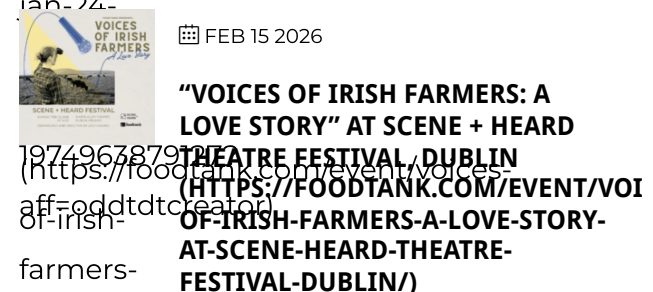 jan-24-
VOICES
OF IRISH
FARMERS
A Love Story
SCENE + HEARD FESTIVAL
FEB 15 2026
“VOICES OF IRISH FARMERS: A
LOVE STORY” AT SCENE + HEARD
THEATRE FESTIVAL, DUBLIN
(HTTPS://FOODTANK.COM/EVENT/VOI
OF-IRISH-FARMERS-A-LOVE-STORY-
AT-SCENE-HEARD-THEATRE-
FESTIVAL-DUBLIN/)
(https://foodtank.com/event/voices-
aff=oddtdtcreator)
of-irish-
farmers-